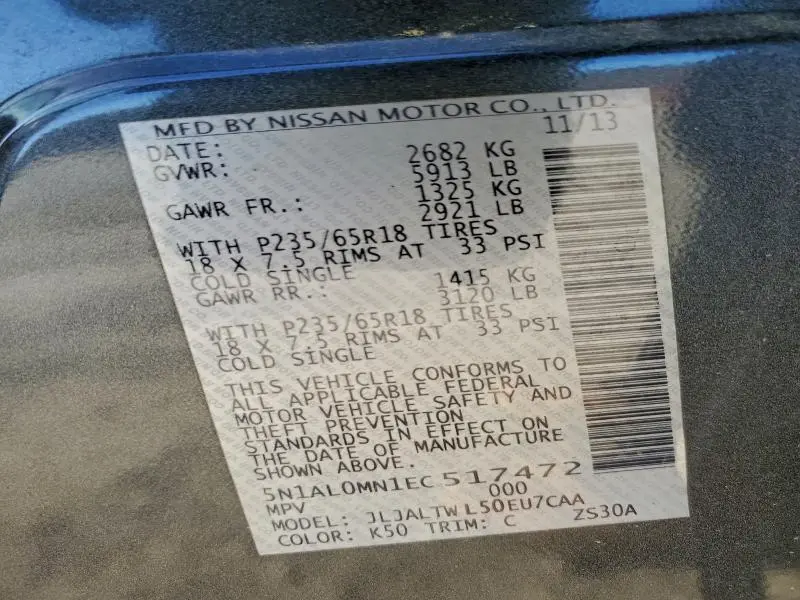 MFD BY NISSAN MOTOR CO., LTD.
DATE: 11/13
GVWR: 2682 KG
5913 LB
GAWR FR.: 1325 KG
2921 LB
WITH P235/65R18 TIRES
18 X 7.5 RIMS AT 33 PSI
COLD SINGLE
GAWR RR.: 1415 KG
3120 LB
WITH P235/65R18 TIRES
18 X 7.5 RIMS AT 33 PSI
COLD SINGLE
THIS VEHICLE CONFORMS TO
ALL APPLICABLE FEDERAL
MOTOR VEHICLE SAFETY AND
THEFT PREVENTION
STANDARDS IN EFFECT ON
THE DATE OF MANUFACTURE
SHOWN ABOVE.
5N1AL0MN1EC517472
MPV 000
MODEL: JLJALTWL50EU7CAA
COLOR: K50 TRIM: C ZS30A